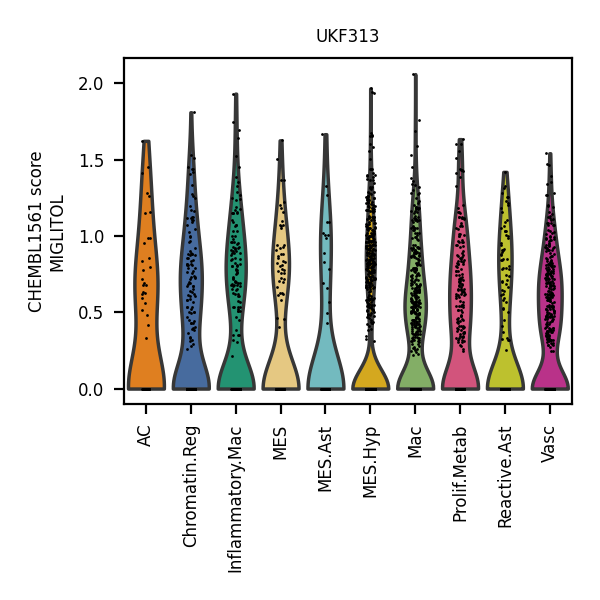 UKF313
CHEMBL1561 score
MIGLITOL
2.0
1.5
1.0
0.5
0.0
AC
Chromatin.Reg
Inflammatory.Mac
MES
MES.Ast
MES.Hyp
Mac
Prolif.Metab
Reactive.Ast
Vasc